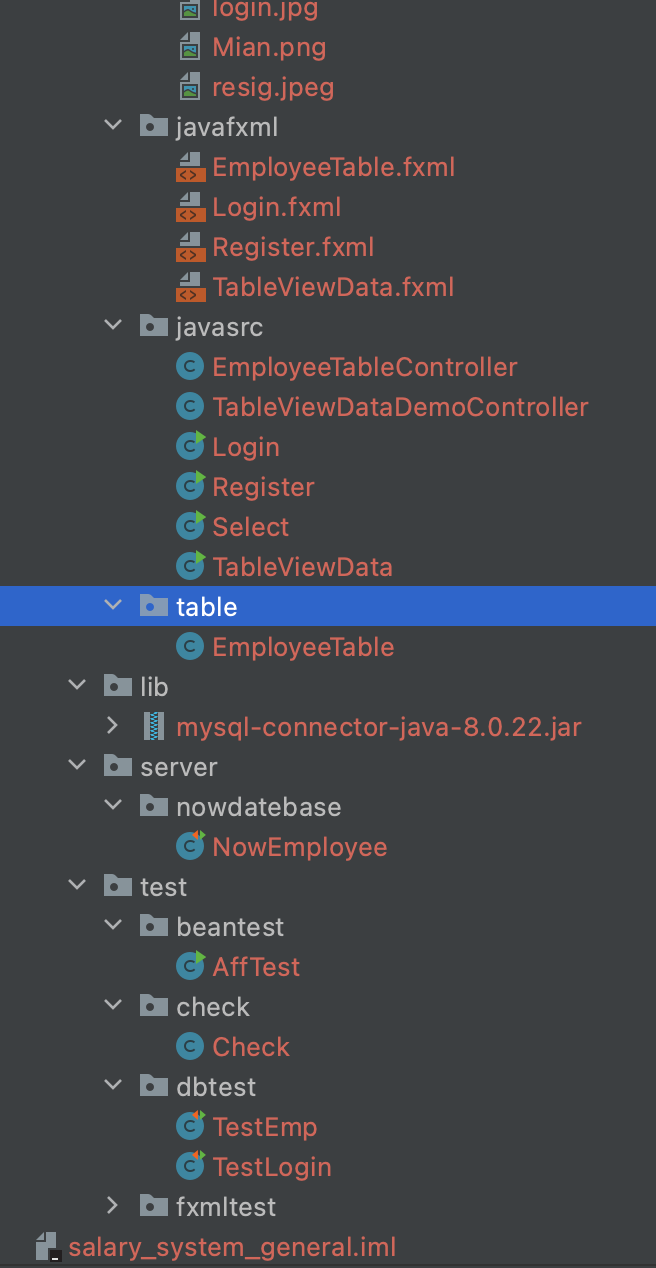 login.jpg
Mian.png
resig.jpeg
javafxml
EmployeeTable.fxml
Login.fxml
Register.fxml
TableViewData.fxml
javasrc
EmployeeTableController
TableViewDataDemoController
Login
Register
Select
TableViewData
table
EmployeeTable
lib
mysql-connector-java-8.0.22.jar
server
nowdatebase
NowEmployee
test
beantest
AffTest
check
Check
dbtest
TestEmp
TestLogin
fxmltest
salary_system_general.iml